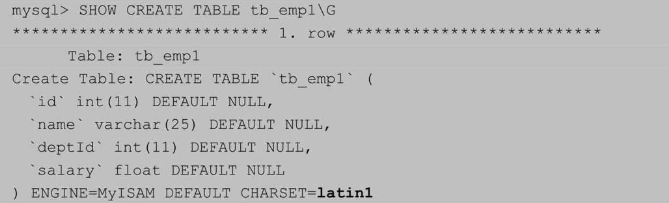 mysql> SHOW CREATE TABLE tb_emp1\G
*************************** 1. row ***************************
Table: tb_emp1
Create Table: CREATE TABLE `tb_emp1` (
`id` int(11) DEFAULT NULL,
`name` varchar(25) DEFAULT NULL,
`deptId` int(11) DEFAULT NULL,
`salary` float DEFAULT NULL
) ENGINE=MyISAM DEFAULT CHARSET=latin1